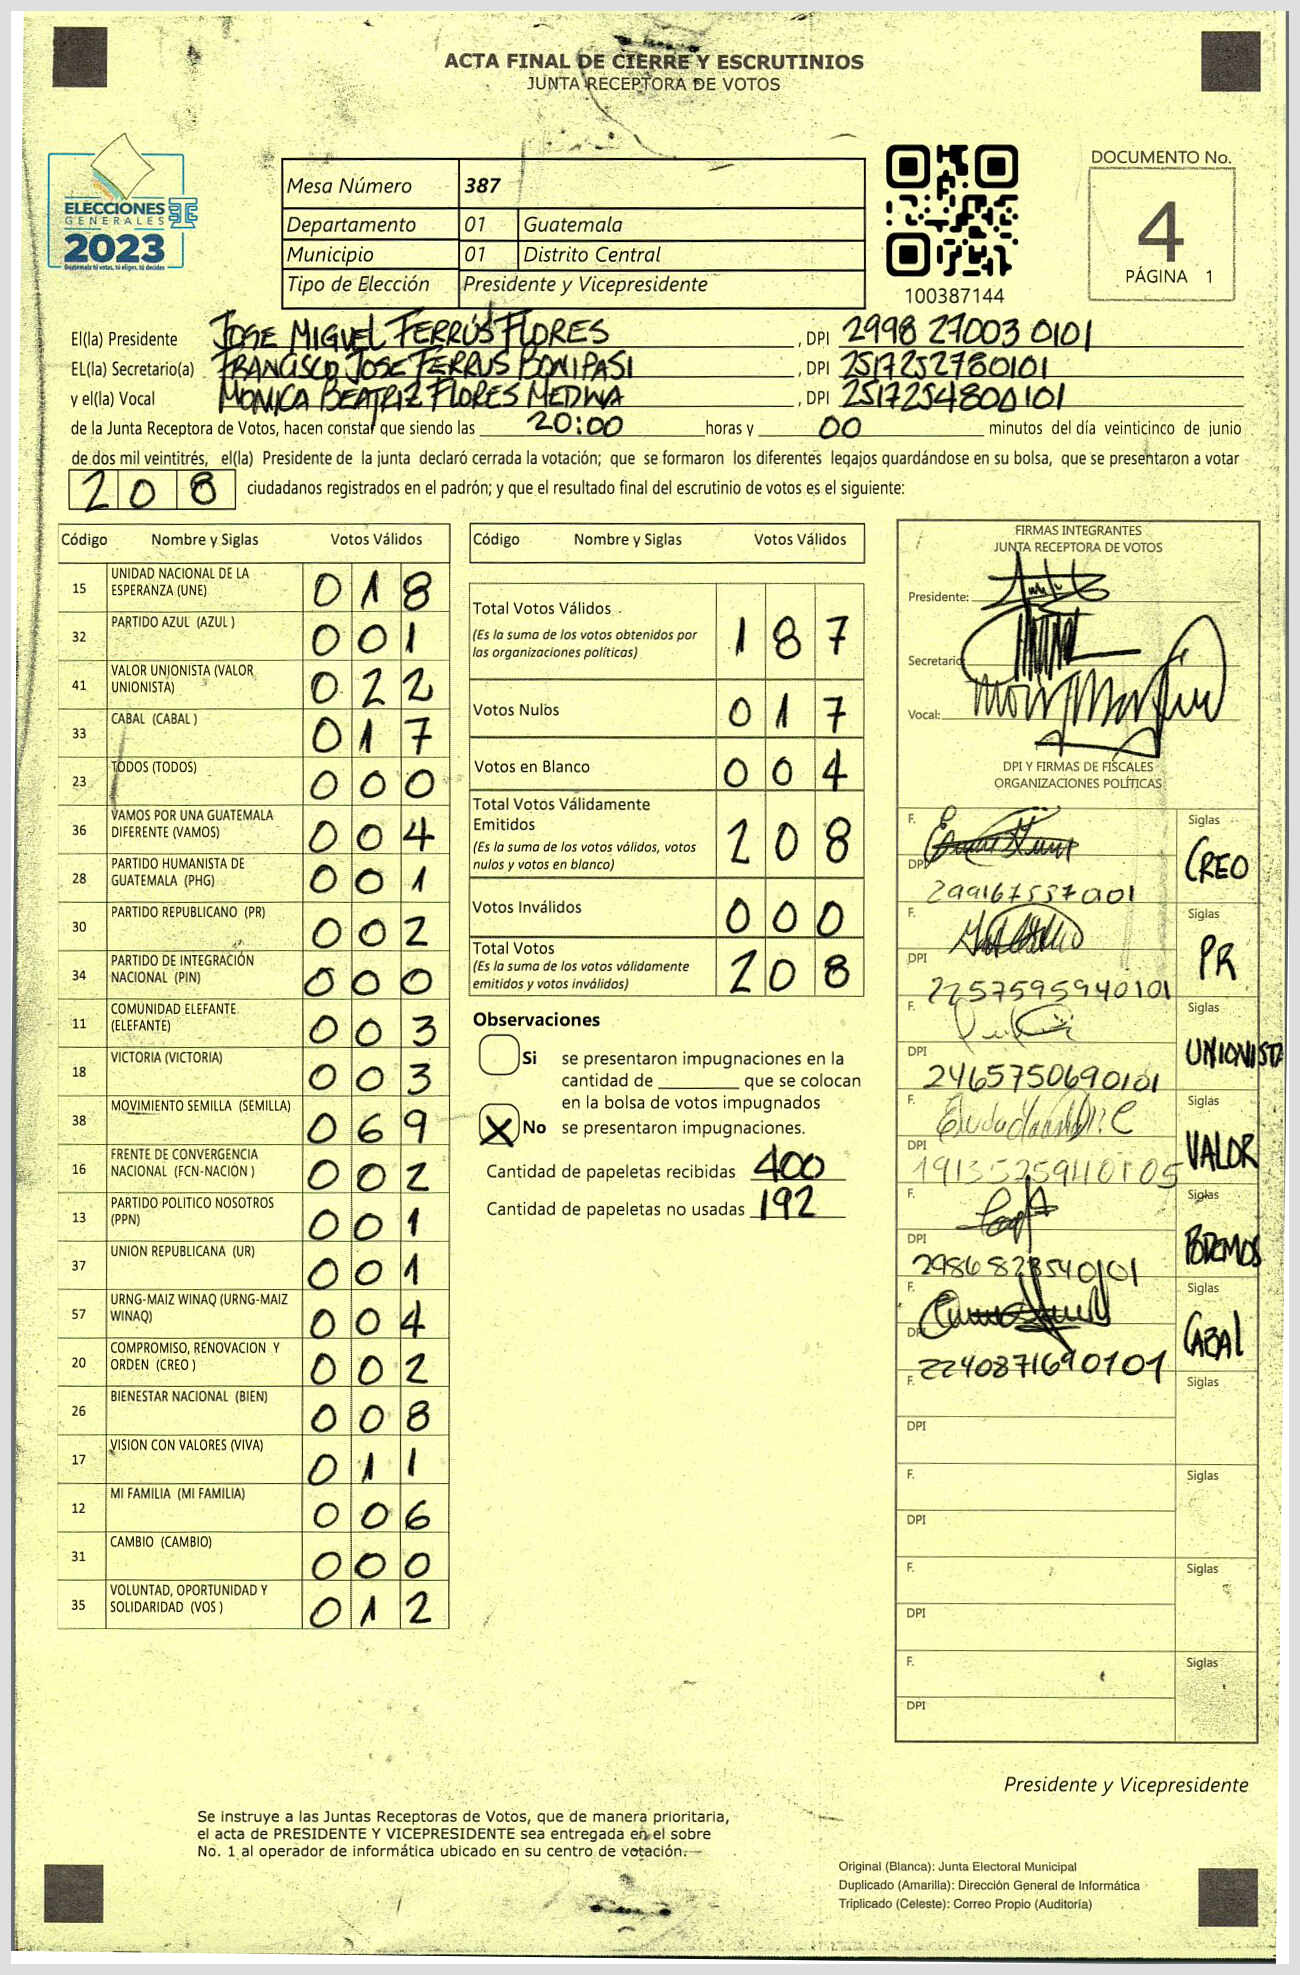 ACTA FINAL DE CIERRE Y ESCRUTINIOS
JUNTA RECEPTORA DE VOTOS
ELECCIONES
GENERALES
2023
Guatemala tú votas, tú eliges, tú decides
Mesa Número 387
Departamento 01 Guatemala
Municipio 01 Distrito Central
Tipo de Elección Presidente y Vicepresidente
100387144
DOCUMENTO No.
4
PÁGINA 1
El(la) Presidente JOSE MIGUEL FERRÚS FLORES , DPI 2998 27003 0101
EL(la) Secretario(a) FRANCISCO JOSE FERRUS BONIPASI , DPI 2517252780101
y el(la) Vocal MONICA BEATRIZ FLORES MEDINA , DPI 2517254800101
de la Junta Receptora de Votos, hacen constar que siendo las 20:00 horas y 00 minutos del día veinticinco de junio
de dos mil veintitrés, el(la) Presidente de la junta declaró cerrada la votación; que se formaron los diferentes legajos guardándose en su bolsa, que se presentaron a votar
208 ciudadanos registrados en el padrón; y que el resultado final del escrutinio de votos es el siguiente:
Código Nombre y Siglas Votos Válidos
15 UNIDAD NACIONAL DE LA ESPERANZA (UNE) 018
32 PARTIDO AZUL (AZUL ) 001
41 VALOR UNIONISTA (VALOR UNIONISTA) 022
33 CABAL (CABAL ) 017
23 TODOS (TODOS) 000
36 VAMOS POR UNA GUATEMALA DIFERENTE (VAMOS) 004
28 PARTIDO HUMANISTA DE GUATEMALA (PHG) 001
30 PARTIDO REPUBLICANO (PR) 002
34 PARTIDO DE INTEGRACIÓN NACIONAL (PIN) 000
11 COMUNIDAD ELEFANTE (ELEFANTE) 003
18 VICTORIA (VICTORIA) 003
38 MOVIMIENTO SEMILLA (SEMILLA) 069
16 FRENTE DE CONVERGENCIA NACIONAL (FCN-NACION ) 002
13 PARTIDO POLITICO NOSOTROS (PPN) 001
37 UNION REPUBLICANA (UR) 001
57 URNG-MAIZ WINAQ (URNG-MAIZ WINAQ) 004
20 COMPROMISO, RENOVACION Y ORDEN (CREO ) 002
26 BIENESTAR NACIONAL (BIEN) 008
17 VISION CON VALORES (VIVA) 011
12 MI FAMILIA (MI FAMILIA) 006
31 CAMBIO (CAMBIO) 000
35 VOLUNTAD, OPORTUNIDAD Y SOLIDARIDAD (VOS ) 012
Código Nombre y Siglas Votos Válidos
Total Votos Válidos 187
(Es la suma de los votos obtenidos por
las organizaciones políticas)
Votos Nulos 017
Votos en Blanco 004
Total Votos Válidamente
Emitidos 208
(Es la suma de los votos válidos, votos
nulos y votos en blanco)
Votos Inválidos 000
Total Votos 208
(Es la suma de los votos válidamente
emitidos y votos inválidos)
Observaciones
Si se presentaron impugnaciones en la
cantidad de ________ que se colocan
en la bolsa de votos impugnados
X No se presentaron impugnaciones.
Cantidad de papeletas recibidas 400
Cantidad de papeletas no usadas 192
FIRMAS INTEGRANTES
JUNTA RECEPTORA DE VOTOS
Presidente:
Secretario
Vocal:
DPI Y FIRMAS DE FISCALES
ORGANIZACIONES POLÍTICAS
F. Siglas CREO
DPI
F. Siglas PR
DPI 2257595940101
F. Siglas UNIONISTA
DPI 2465750690101
F. Siglas VALOR
DPI
F. Siglas PODEMOS
DPI
F. Siglas CABAL
DPI 2240871690101
F. Siglas
DPI
F. Siglas
DPI
F. Siglas
DPI
F. Siglas
DPI
Presidente y Vicepresidente
Se instruye a las Juntas Receptoras de Votos, que de manera prioritaria,
el acta de PRESIDENTE Y VICEPRESIDENTE sea entregada en el sobre
No. 1 al operador de informática ubicado en su centro de votación.
Original (Blanca): Junta Electoral Municipal
Duplicado (Amarilla): Dirección General de Informática
Triplicado (Celeste): Correo Propio (Auditoría)